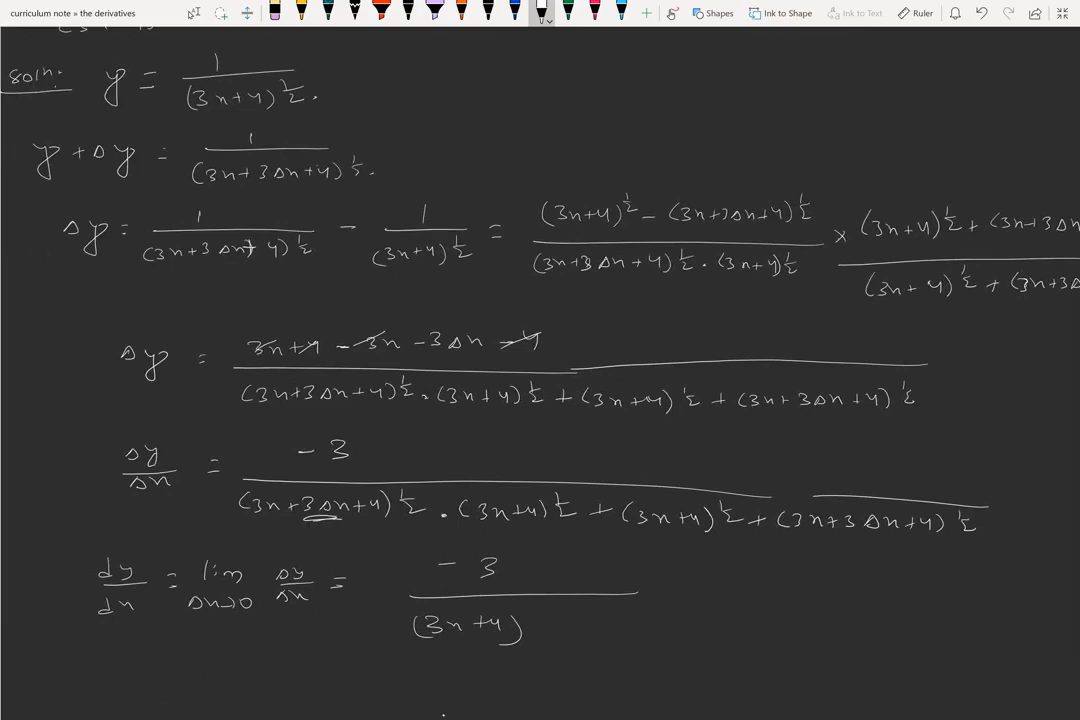 curriculum note » the derivatives
Shapes Ink to Shape Ink to Text Ruler
soln: y = 1/(3x+4)^1/2.
y + Δy = 1/(3x+3Δx+4)^1/2.
Δy = 1/(3x+3Δx+4)^1/2 - 1/(3x+4)^1/2 = ((3x+4)^1/2 - (3x+3Δx+4)^1/2)/((3x+3Δx+4)^1/2 · (3x+4)^1/2) × ((3x+4)^1/2 + (3x+3Δx)/((3x+4)^1/2 + (3x+3Δ
Δy = (3x+4 - 3x - 3Δx - 4)/((3x+3Δx+4)^1/2 · (3x+4)^1/2 + (3x+4)^1/2 + (3x+3Δx+4)^1/2)
Δy/Δx = -3/((3x+3Δx+4)^1/2 · (3x+4)^1/2 + (3x+4)^1/2 + (3x+3Δx+4)^1/2)
dy/dx = lim Δx→0 Δy/Δx = -3/(3x+4)